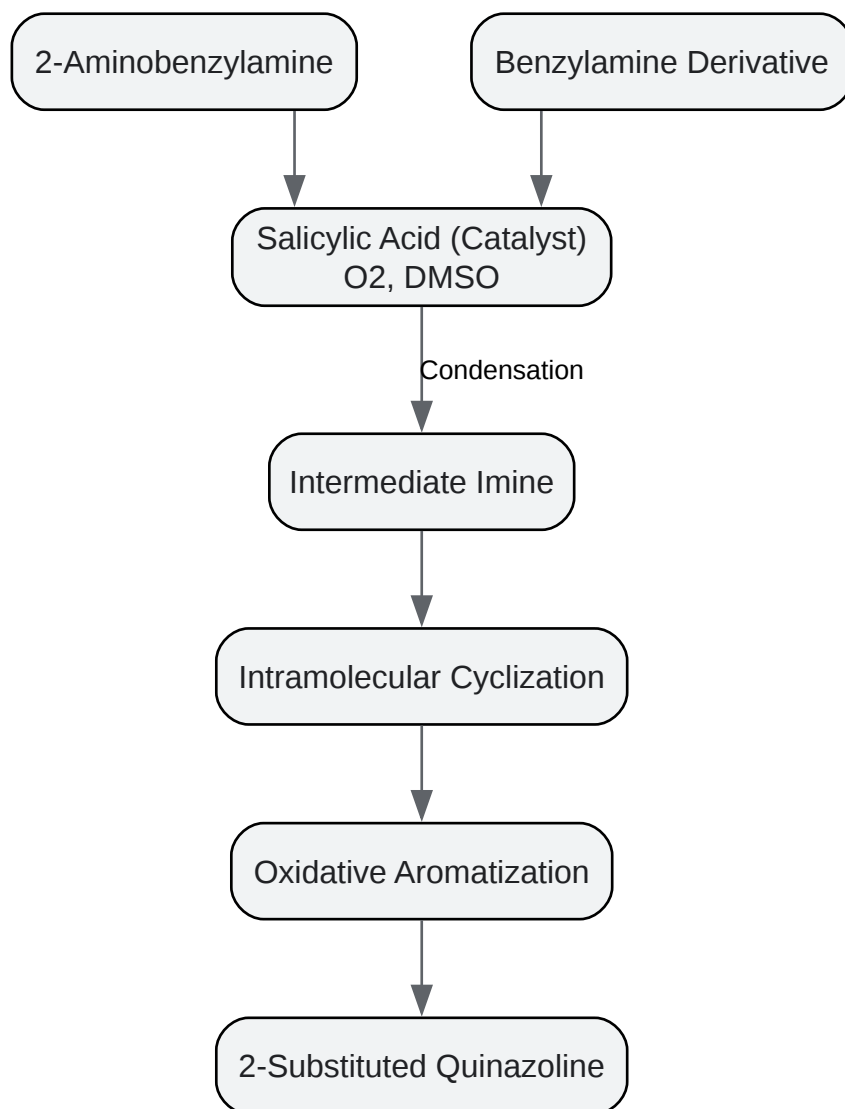 2-Aminobenzylamine
Benzylamine Derivative
Salicylic Acid (Catalyst)
O2, DMSO
Condensation
Intermediate Imine
Intramolecular Cyclization
Oxidative Aromatization
2-Substituted Quinazoline